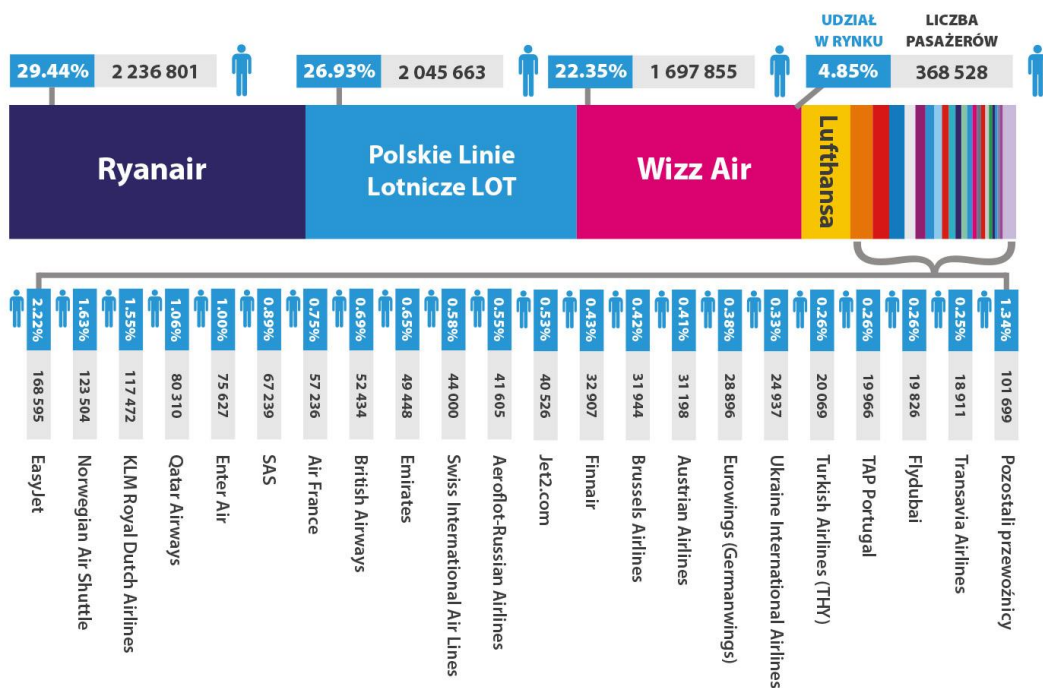 UDZIAŁ
W RYNKU
LICZBA
PASAŻERÓW
29.44% 2 236 801
26.93% 2 045 663
22.35% 1 697 855
4.85% 368 528
Ryanair
Polskie Linie
Lotnicze LOT
Wizz Air
Lufthansa
2.22% 168 595 EasyJet
1.63% 123 504 Norwegian Air Shuttle
1.55% 117 472 KLM Royal Dutch Airlines
1.06% 80 310 Qatar Airways
1.00% 75 627 Enter Air
0.89% 67 239 SAS
0.75% 57 236 Air France
0.69% 52 434 British Airways
0.65% 49 448 Emirates
0.58% 44 000 Swiss International Air Lines
0.55% 41 605 Aeroflot-Russian Airlines
0.53% 40 526 Jet2.com
0.43% 32 907 Finnair
0.42% 31 944 Brussels Airlines
0.41% 31 198 Austrian Airlines
0.38% 28 896 Eurowings (Germanwings)
0.33% 24 937 Ukraine International Airlines
0.26% 20 069 Turkish Airlines (THY)
0.26% 19 966 TAP Portugal
0.26% 19 826 Flydubai
0.25% 18 911 Transavia Airlines
1.34% 101 699 Pozostali przewoźnicy